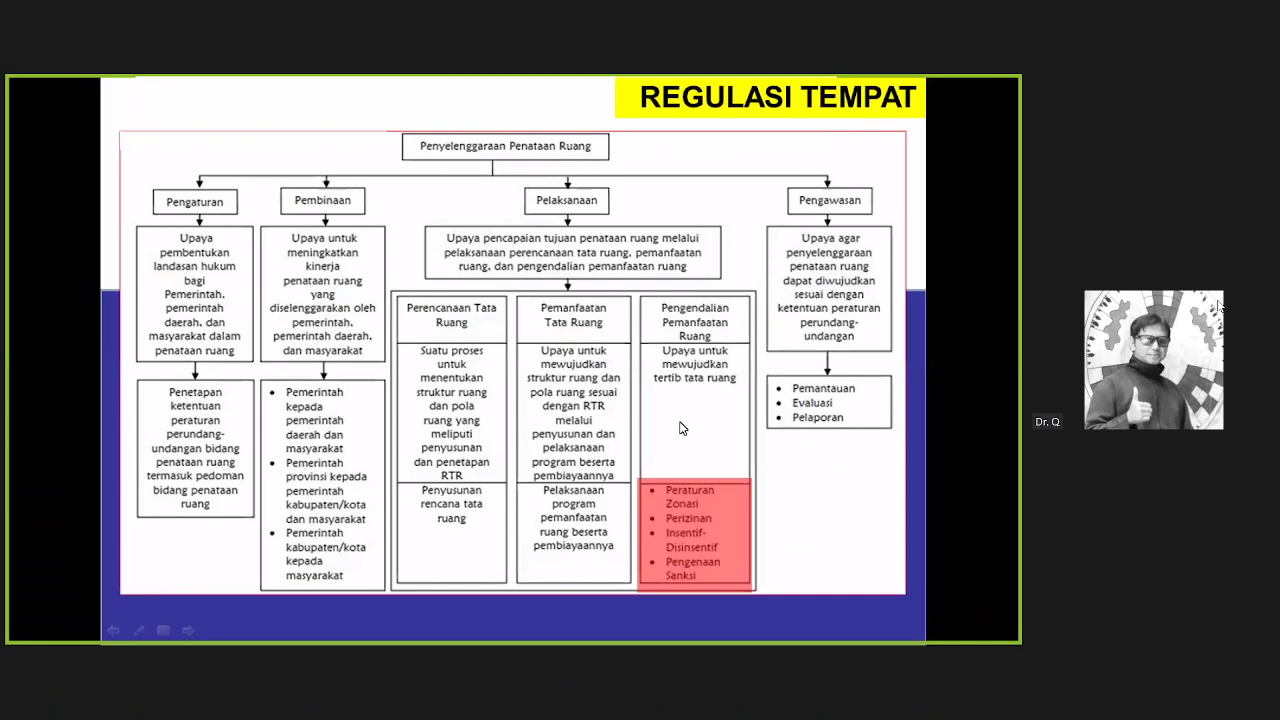 REGULASI TEMPAT
Penyelenggaraan Penataan Ruang
Pengaturan
Pembinaan
Pelaksanaan
Pengawasan
Upaya
pembentukan
landasan hukum
bagi
Pemerintah,
pemerintah
daerah, dan
masyarakat dalam
penataan ruang
Penetapan
ketentuan
peraturan
perundang-
undangan bidang
penataan ruang
termasuk pedoman
bidang penataan
ruang
Upaya untuk
meningkatkan
kinerja
penataan ruang
yang
diselenggarakan oleh
pemerintah,
pemerintah daerah,
dan masyarakat
• Pemerintah
kepada
pemerintah
daerah dan
masyarakat
• Pemerintah
provinsi kepada
pemerintah
kabupaten/kota
dan masyarakat
• Pemerintah
kabupaten/kota
kepada
masyarakat
Upaya pencapaian tujuan penataan ruang melalui
pelaksanaan perencanaan tata ruang, pemanfaatan
ruang, dan pengendalian pemanfaatan ruang
Perencanaan Tata
Ruang
Suatu proses
untuk
menentukan
struktur ruang
dan pola
ruang yang
meliputi
penyusunan
dan penetapan
RTR
Penyusunan
rencana tata
ruang
Pemanfaatan
Tata Ruang
Upaya untuk
mewujudkan
struktur ruang dan
pola ruang sesuai
dengan RTR
melalui
penyusunan dan
pelaksanaan
program beserta
pembiayaannya
Pelaksanaan
program
pemanfaatan
ruang beserta
pembiayaannya
Pengendalian
Pemanfaatan
Ruang
Upaya untuk
mewujudkan
tertib tata ruang
• Peraturan
Zonasi
• Perizinan
• Insentif-
Disinsentif
• Pengenaan
Sanksi
Upaya agar
penyelenggaraan
penataan ruang
dapat diwujudkan
sesuai dengan
ketentuan peraturan
perundang-
undangan
• Pemantauan
• Evaluasi
• Pelaporan
Dr. Q